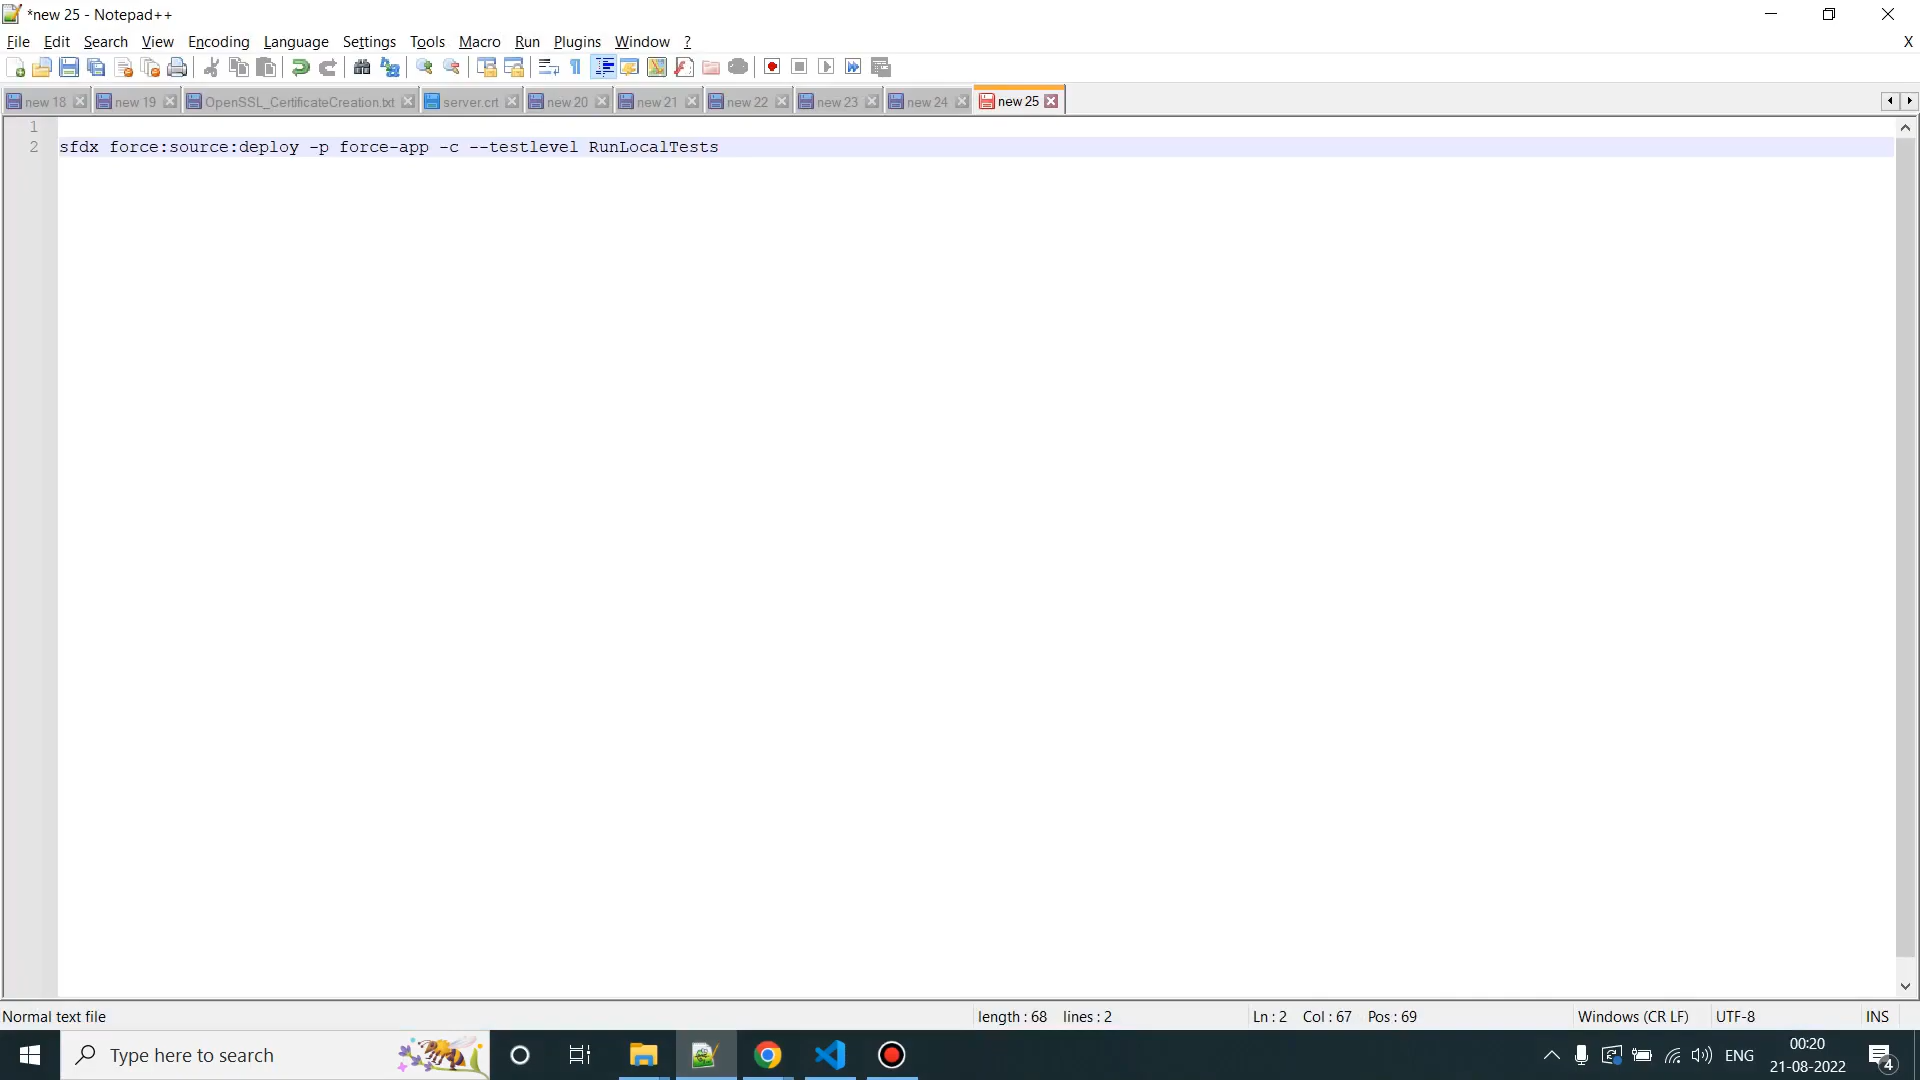 *new 25 - Notepad++
File Edit Search View Encoding Language Settings Tools Macro Run Plugins Window ? X
new 18 new 19 OpenSSL_CertificateCreation.txt server.crt new 20 new 21 new 22 new 23 new 24 new 25
1
2 sfdx force:source:deploy -p force-app -c --testlevel RunLocalTests
Normal text file length : 68 lines : 2 Ln : 2 Col : 67 Pos : 69 Windows (CR LF) UTF-8 INS
Type here to search ENG 00:20
21-08-2022 4